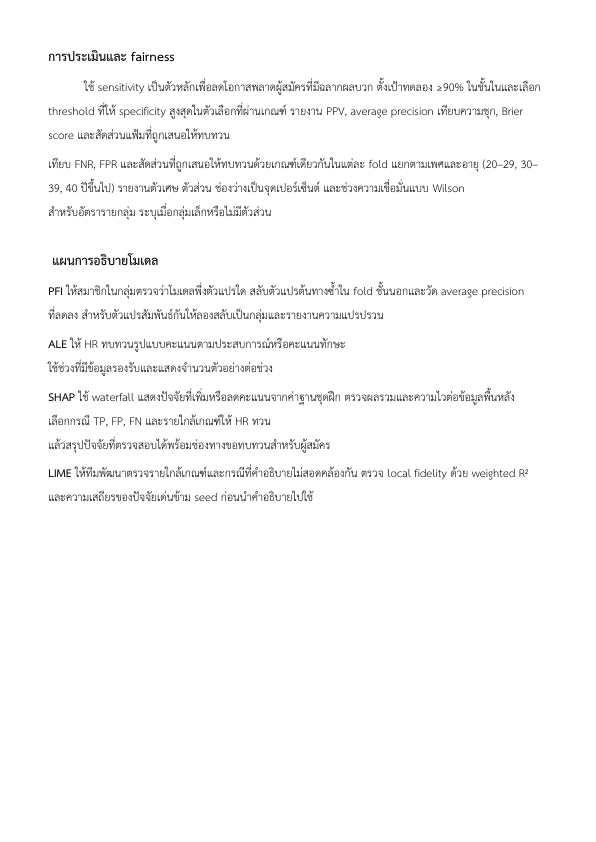 การประเมินและ fairness
ใช้ sensitivity เป็นตัวหลักเพื่อลดโอกาสพลาดผู้สมัครที่มีฉลากผลบวก ตั้งเป้าทดลอง ≥90% ในชั้นในและเลือก
threshold ที่ให้ specificity สูงสุดในตัวเลือกที่ผ่านเกณฑ์ รายงาน PPV, average precision เทียบความชุก, Brier
score และสัดส่วนแฟ้มที่ถูกเสนอให้ทบทวน
เทียบ FNR, FPR และสัดส่วนที่ถูกเสนอให้ทบทวนด้วยเกณฑ์เดียวกันในแต่ละ fold แยกตามเพศและอายุ (20–29, 30–
39, 40 ปีขึ้นไป) รายงานตัวเศษ ตัวส่วน ช่องว่างเป็นจุดเปอร์เซ็นต์ และช่วงความเชื่อมั่นแบบ Wilson
สำหรับอัตรารายกลุ่ม ระบุเมื่อกลุ่มเล็กหรือไม่มีตัวส่วน
แผนการอธิบายโมเดล
PFI ให้สมาชิกในกลุ่มตรวจว่าโมเดลพึ่งตัวแปรใด สลับตัวแปรต้นทางซ้ำใน fold ชั้นนอกและวัด average precision
ที่ลดลง สำหรับตัวแปรสัมพันธ์กันให้ลองสลับเป็นกลุ่มและรายงานความแปรปรวน
ALE ให้ HR ทบทวนรูปแบบคะแนนตามประสบการณ์หรือคะแนนทักษะ
ใช้ช่วงที่มีข้อมูลรองรับและแสดงจำนวนตัวอย่างต่อช่วง
SHAP ใช้ waterfall แสดงปัจจัยที่เพิ่มหรือลดคะแนนจากค่าฐานชุดฝึก ตรวจผลรวมและความไวต่อข้อมูลพื้นหลัง
เลือกกรณี TP, FP, FN และรายใกล้เกณฑ์ให้ HR ทวน
แล้วสรุปปัจจัยที่ตรวจสอบได้พร้อมช่องทางขอทบทวนสำหรับผู้สมัคร
LIME ให้ทีมพัฒนาตรวจรายใกล้เกณฑ์และกรณีที่คำอธิบายไม่สอดคล้องกัน ตรวจ local fidelity ด้วย weighted R²
และความเสถียรของปัจจัยเด่นข้าม seed ก่อนนำคำอธิบายไปใช้